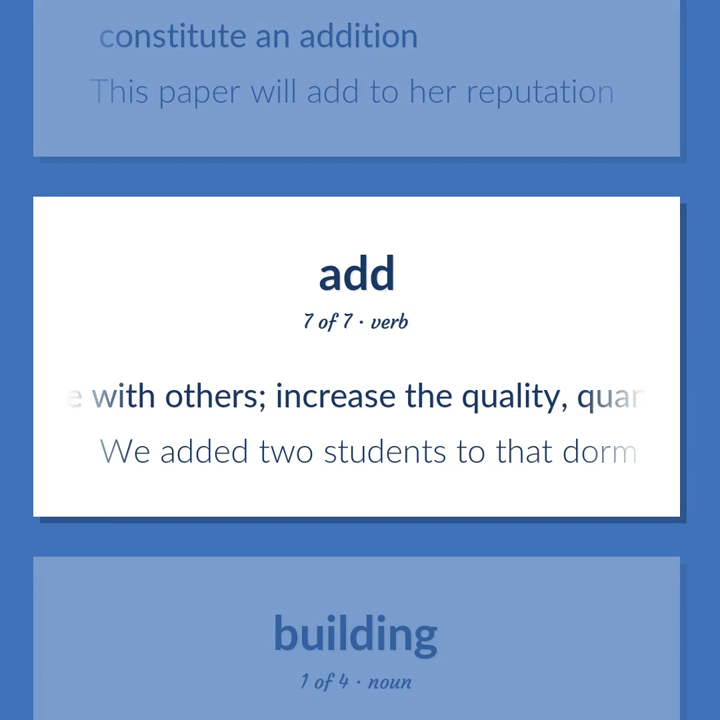 constitute an addition
This paper will add to her reputation
add
7 of 7 · verb
e with others; increase the quality, quan
We added two students to that dorm
building
1 of 4 · noun